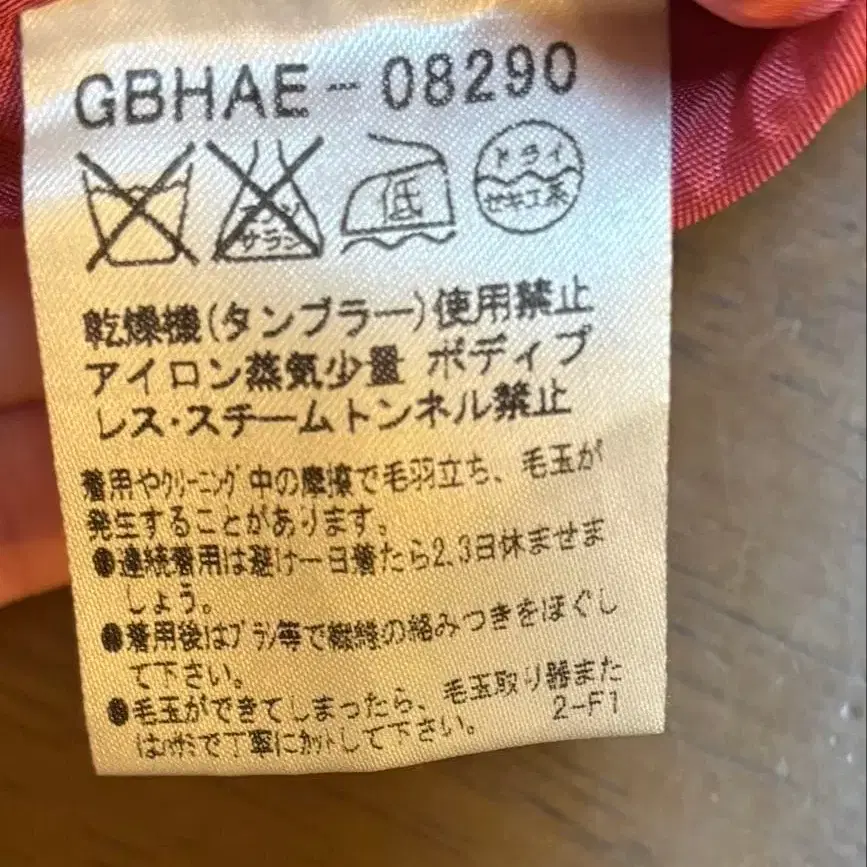 GBHAE-08290
エンソ サラシ
低
ドライ
セキユ系
乾燥機(タンブラー)使用禁止
アイロン蒸気少量 ボディプ
レス・スチームトンネル禁止
着用やクリーニング中の摩擦で毛羽立ち、毛玉が
発生することがあります。
●連続着用は避け一日着たら2.3日休ませま
しょう。
●着用後はブラシ等で繊維の絡みつきをほぐし
て下さい。
●毛玉ができてしまったら、毛玉取り器また
はハサミで丁寧にカットして下さい。
2-F1